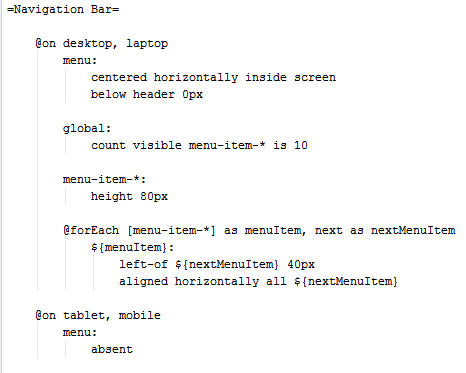 =Navigation Bar=
@on desktop, laptop
menu:
centered horizontally inside screen
below header 0px
global:
count visible menu-item-* is 10
menu-item-*:
height 80px
@forEach [menu-item-*] as menuItem, next as nextMenuItem
${menuItem}:
left-of ${nextMenuItem} 40px
aligned horizontally all ${nextMenuItem}
@on tablet, mobile
menu:
absent